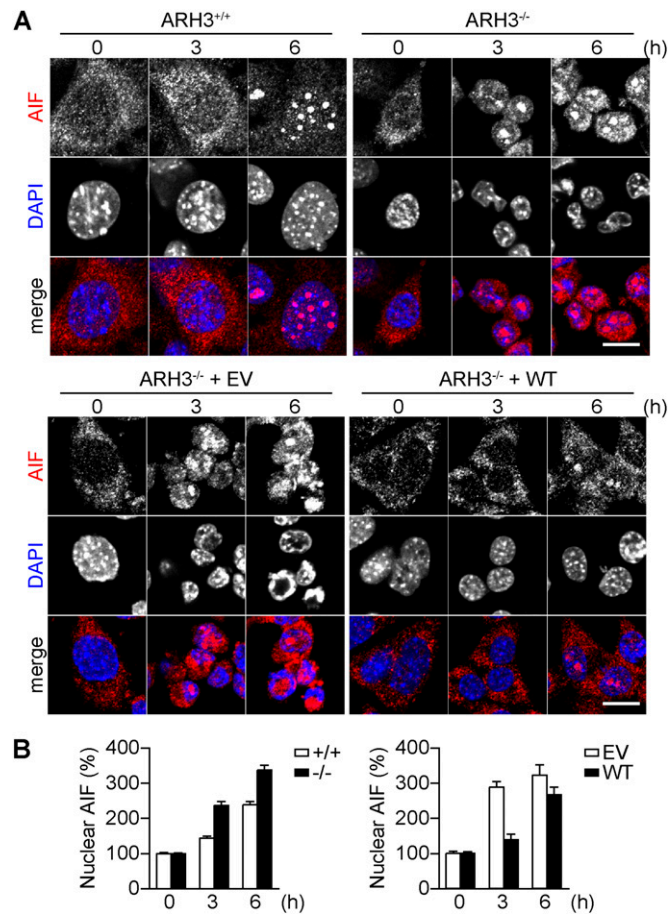 A
ARH3+/+ ARH3-/-
0 3 6 0 3 6 (h)
AIF
DAPI
merge
ARH3-/- + EV ARH3-/- + WT
0 3 6 0 3 6 (h)
AIF
DAPI
merge
B
Nuclear AIF (%)
400
300
200
100
0
+/+
-/-
0 3 6 (h)
Nuclear AIF (%)
400
300
200
100
0
EV
WT
0 3 6 (h)